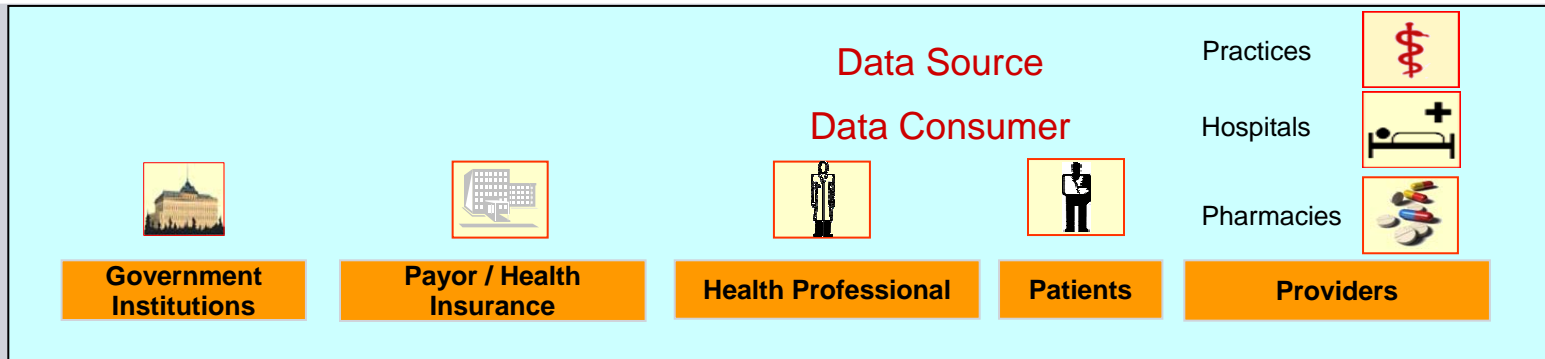 Data Source
Data Consumer
Practices
Hospitals
Pharmacies
Government
Institutions
Payor / Health
Insurance
Health Professional
Patients
Providers